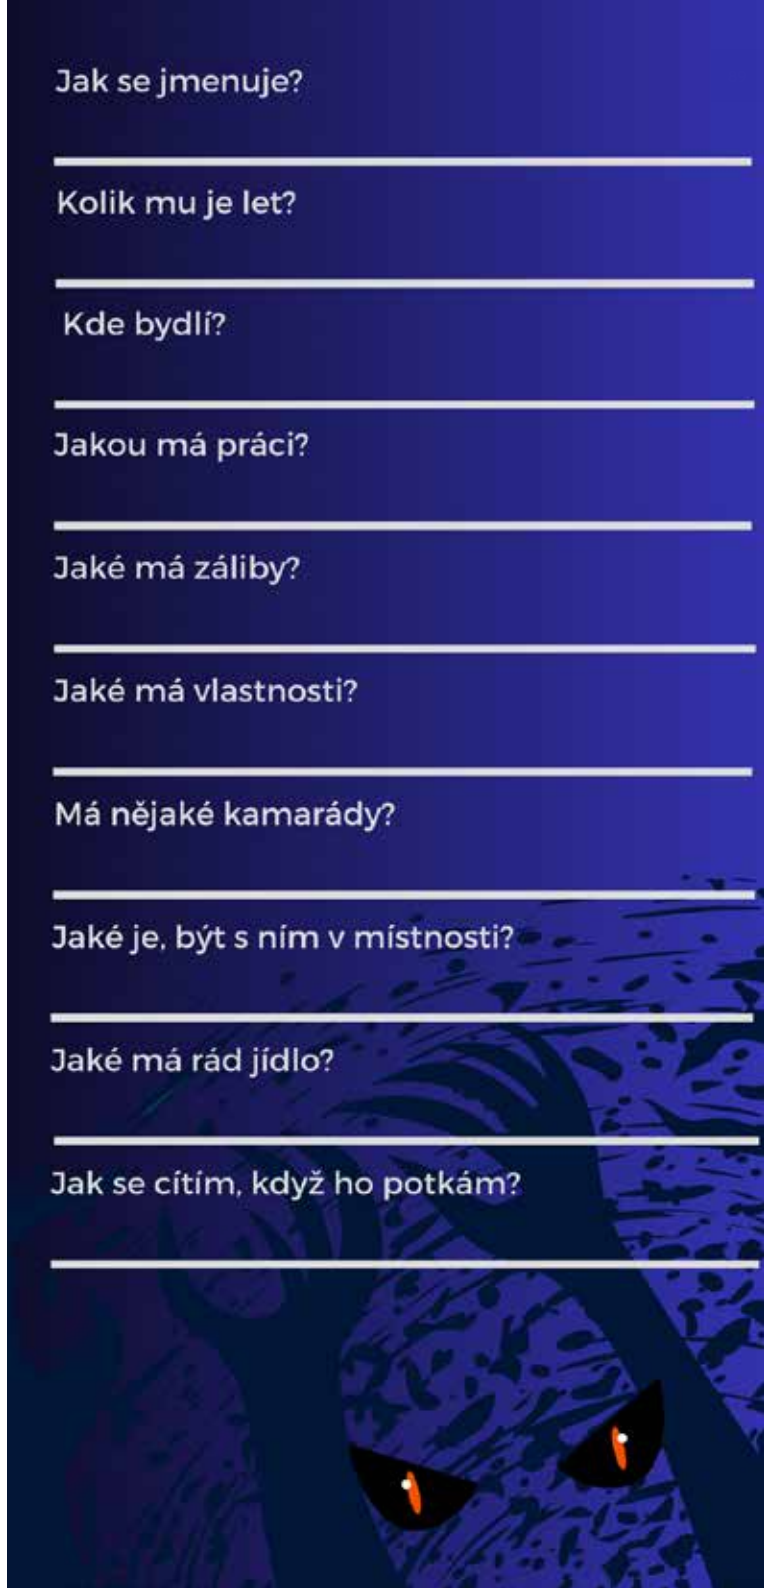 Jak se jmenuje?
Kolik mu je let?
Kde bydlí?
Jakou má práci?
Jaké má záliby?
Jaké má vlastnosti?
Má nějaké kamarády?
Jaké je, být s ním v místnosti?
Jaké má rád jídlo?
Jak se cítím, když ho potkám?